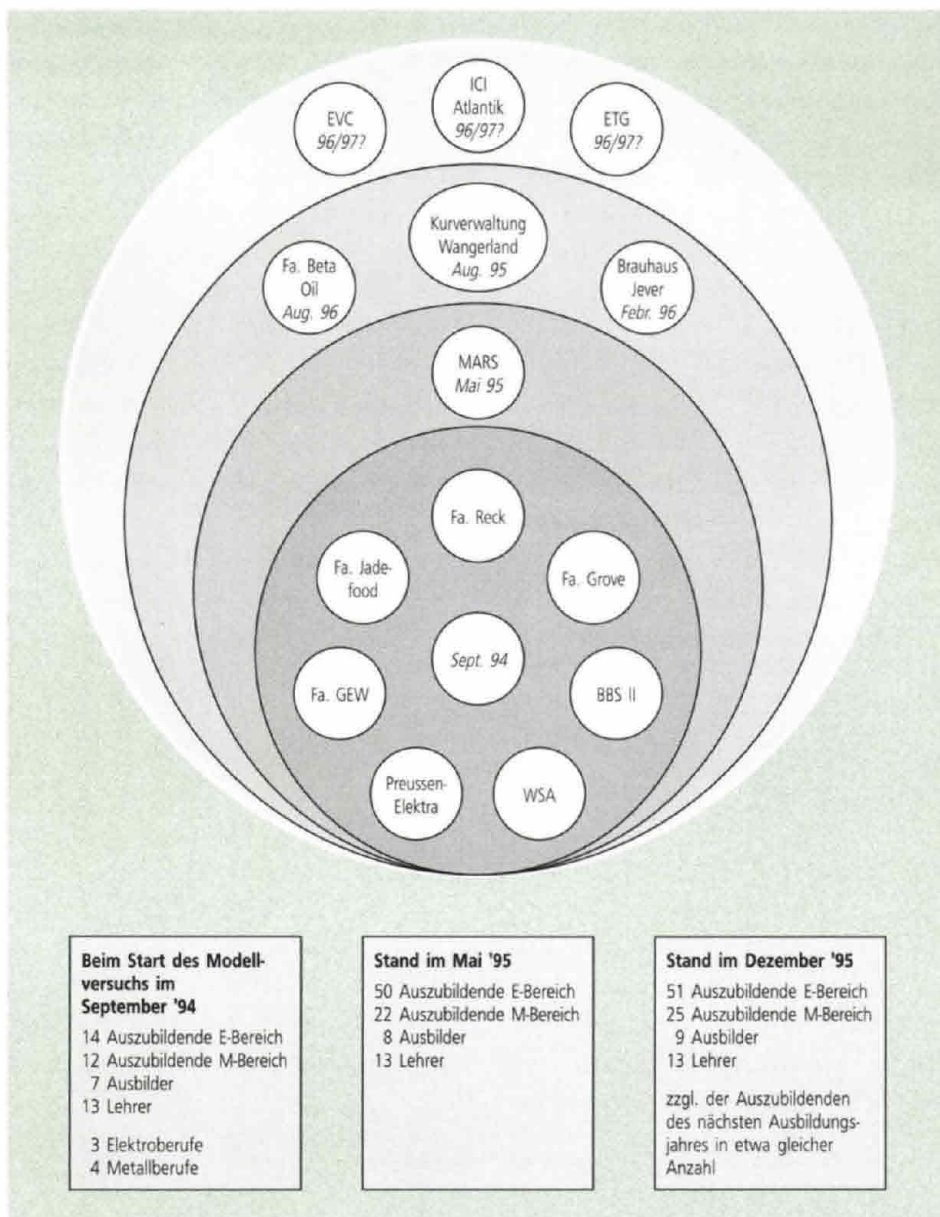 EVC
96/97?
ICI
Atlantik
96/97?
ETG
96/97?
Kurverwaltung
Wangerland
Aug. 95
Fa. Beta
Oil
Aug. 96
Brauhaus
Jever
Febr. 96
MARS
Mai 95
Fa. Reck
Fa. Jade-
food
Fa. Grove
Sept. 94
Fa. GEW
BBS II
Preussen-
Elektra
WSA
Beim Start des Modell-
versuchs im
September '94
14 Auszubildende E-Bereich
12 Auszubildende M-Bereich
7 Ausbilder
13 Lehrer
3 Elektroberufe
4 Metallberufe
Stand im Mai '95
50 Auszubildende E-Bereich
22 Auszubildende M-Bereich
8 Ausbilder
13 Lehrer
Stand im Dezember '95
51 Auszubildende E-Bereich
25 Auszubildende M-Bereich
9 Ausbilder
13 Lehrer
zzgl. der Auszubildenden
des nächsten Ausbildungs-
jahres in etwa gleicher
Anzahl